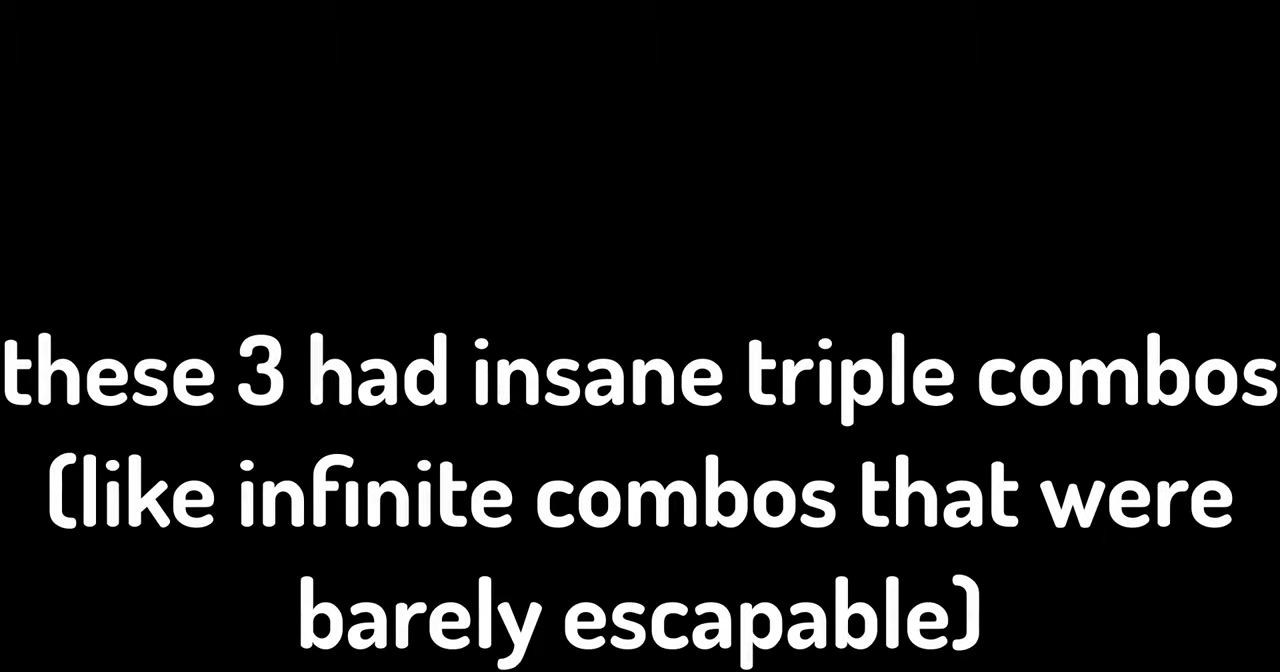 these 3 had insane triple combos
(like infinite combos that were
barely escapable)